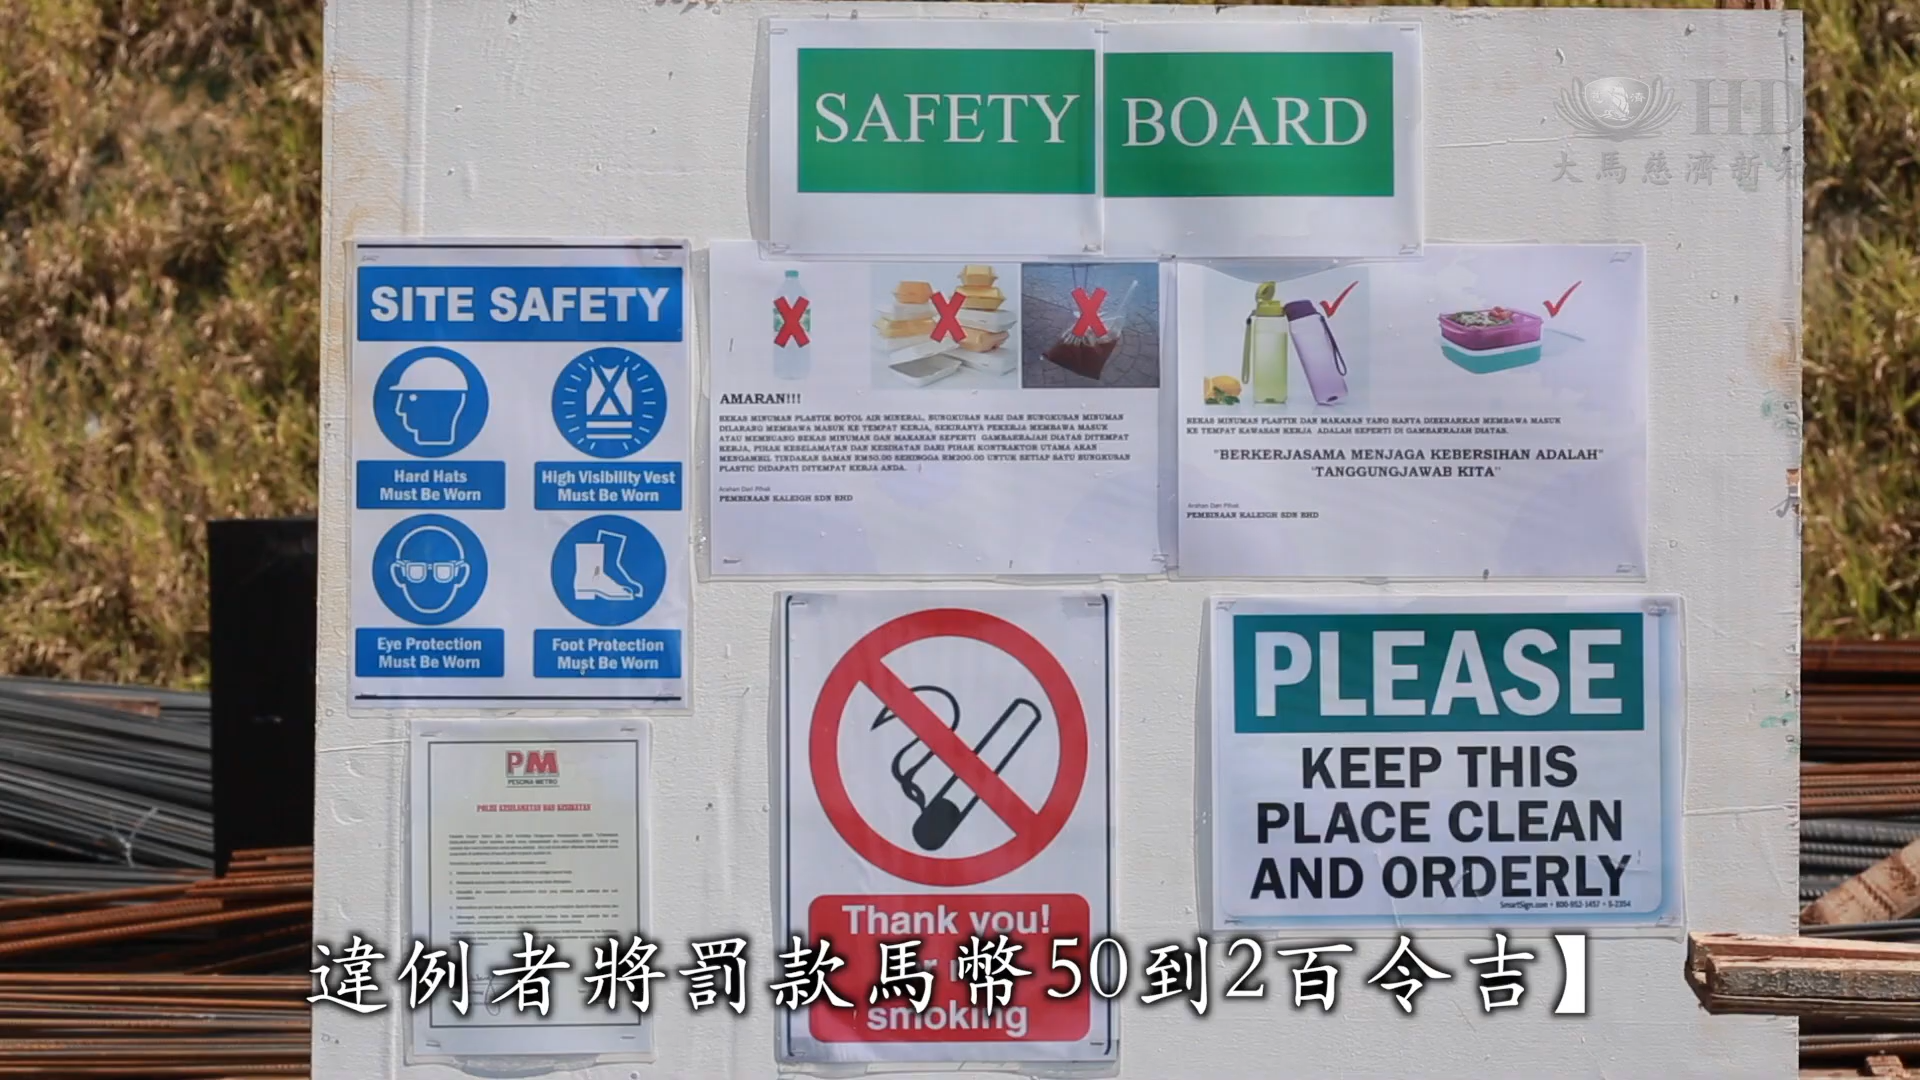 SAFETY BOARD
HD
大馬慈濟新知
SITE SAFETY
Hard Hats
Must Be Worn
High Visibility Vest
Must Be Worn
Eye Protection
Must Be Worn
Foot Protection
Must Be Worn
AMARAN!!!
BEKAS MINUMAN PLASTIK BOTOL AIR MINERAL, BUNGKUSAN NASI DAN BUNGKUSAN MINUMAN
DILARANG MEMBAWA MASUK KE TEMPAT KERJA, SEKIRANYA PEKERJA MEMBAWA MASUK
ATAU MEMBUANG BEKAS MINUMAN DAN MAKANAN SEPERTI GAMBARRAJAH DIATAS DITEMPAT
KERJA, PIHAK KESELAMATAN DAN KESIHATAN DARI PIHAK KONTRAKTOR UTAMA AKAN
MENGAMBIL TINDAKAN SAMAN RM50.00 SEHINGGA RM200.00 UNTUK SETIAP SATU BUNGKUSAN
PLASTIC DIDAPATI DITEMPAT KERJA ANDA.
Arahan Dari Pihak
PEMBINAAN KALEIGH SDN BHD
BEKAS MINUMAN PLASTIK DAN MAKANAN YANG HANYA DIBENARKAN MEMBAWA MASUK
KE TEMPAT KAWASAN KERJA ADALAH SEPERTI DI GAMBARRAJAH DIATAS.
"BERKERJASAMA MENJAGA KEBERSIHAN ADALAH"
"TANGGUNGJAWAB KITA"
Arahan Dari Pihak
PEMBINAAN KALEIGH SDN BHD
PM
PESONA METRO
POLISI KESELAMATAN DAN KESIHATAN
Thank you!
smoking
PLEASE
KEEP THIS
PLACE CLEAN
AND ORDERLY
SmartSign.com • 800-952-1457 • S-2354
違例者將罰款馬幣50到2百令吉】